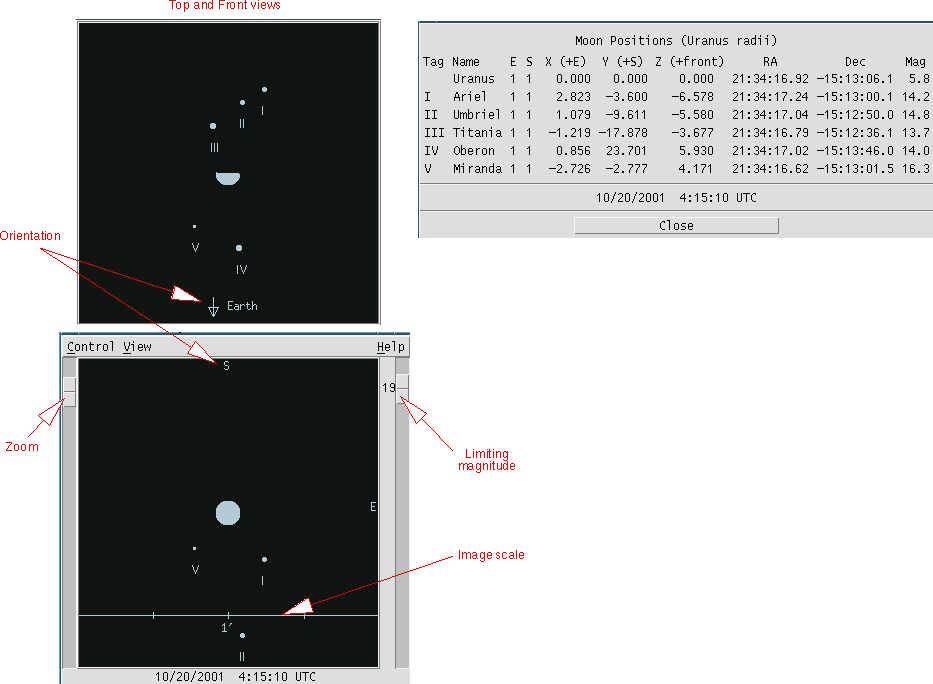 Top and Front views
I
II
III
V
IV
Earth
Orientation
Control View Help
S
19
Zoom
Limiting
magnitude
E
Image scale
V
I
1'
II
10/20/2001 4:15:10 UTC
Moon Positions (Uranus radii)
Tag Name E S X (+E) Y (+S) Z (+front) RA Dec Mag
Uranus 1 1 0.000 0.000 0.000 21:34:16.92 -15:13:06.1 5.8
I Ariel 1 1 2.823 -3.600 -6.578 21:34:17.24 -15:13:00.1 14.2
II Umbriel 1 1 1.079 -9.611 -5.580 21:34:17.04 -15:12:50.0 14.8
III Titania 1 1 -1.219 -17.878 -3.677 21:34:16.79 -15:12:36.1 13.7
IV Oberon 1 1 0.856 23.701 5.930 21:34:17.02 -15:13:46.0 14.0
V Miranda 1 1 -2.726 -2.777 4.171 21:34:16.62 -15:13:01.5 16.3
10/20/2001 4:15:10 UTC
Close